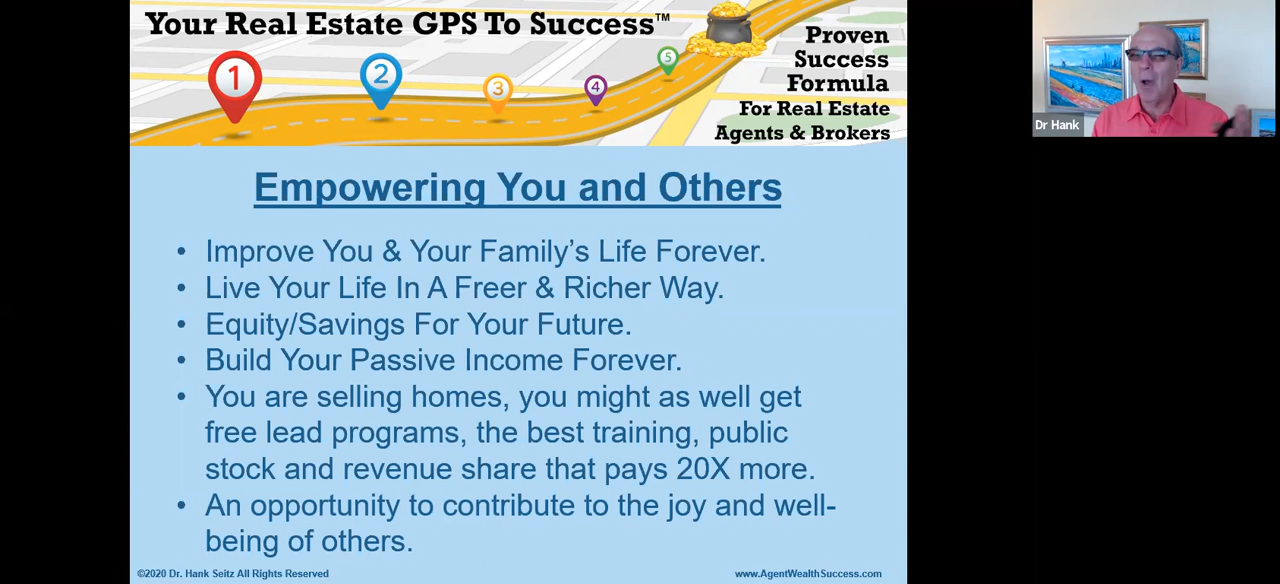 Your Real Estate GPS To Success™
1
2
3
4
5
Proven
Success
Formula
For Real Estate
Agents & Brokers
Dr Hank
Empowering You and Others
• Improve You & Your Family's Life Forever.
• Live Your Life In A Freer & Richer Way.
• Equity/Savings For Your Future.
• Build Your Passive Income Forever.
• You are selling homes, you might as well get
free lead programs, the best training, public
stock and revenue share that pays 20X more.
• An opportunity to contribute to the joy and well-
being of others.
©2020 Dr. Hank Seitz All Rights Reserved
www.AgentWealthSuccess.com